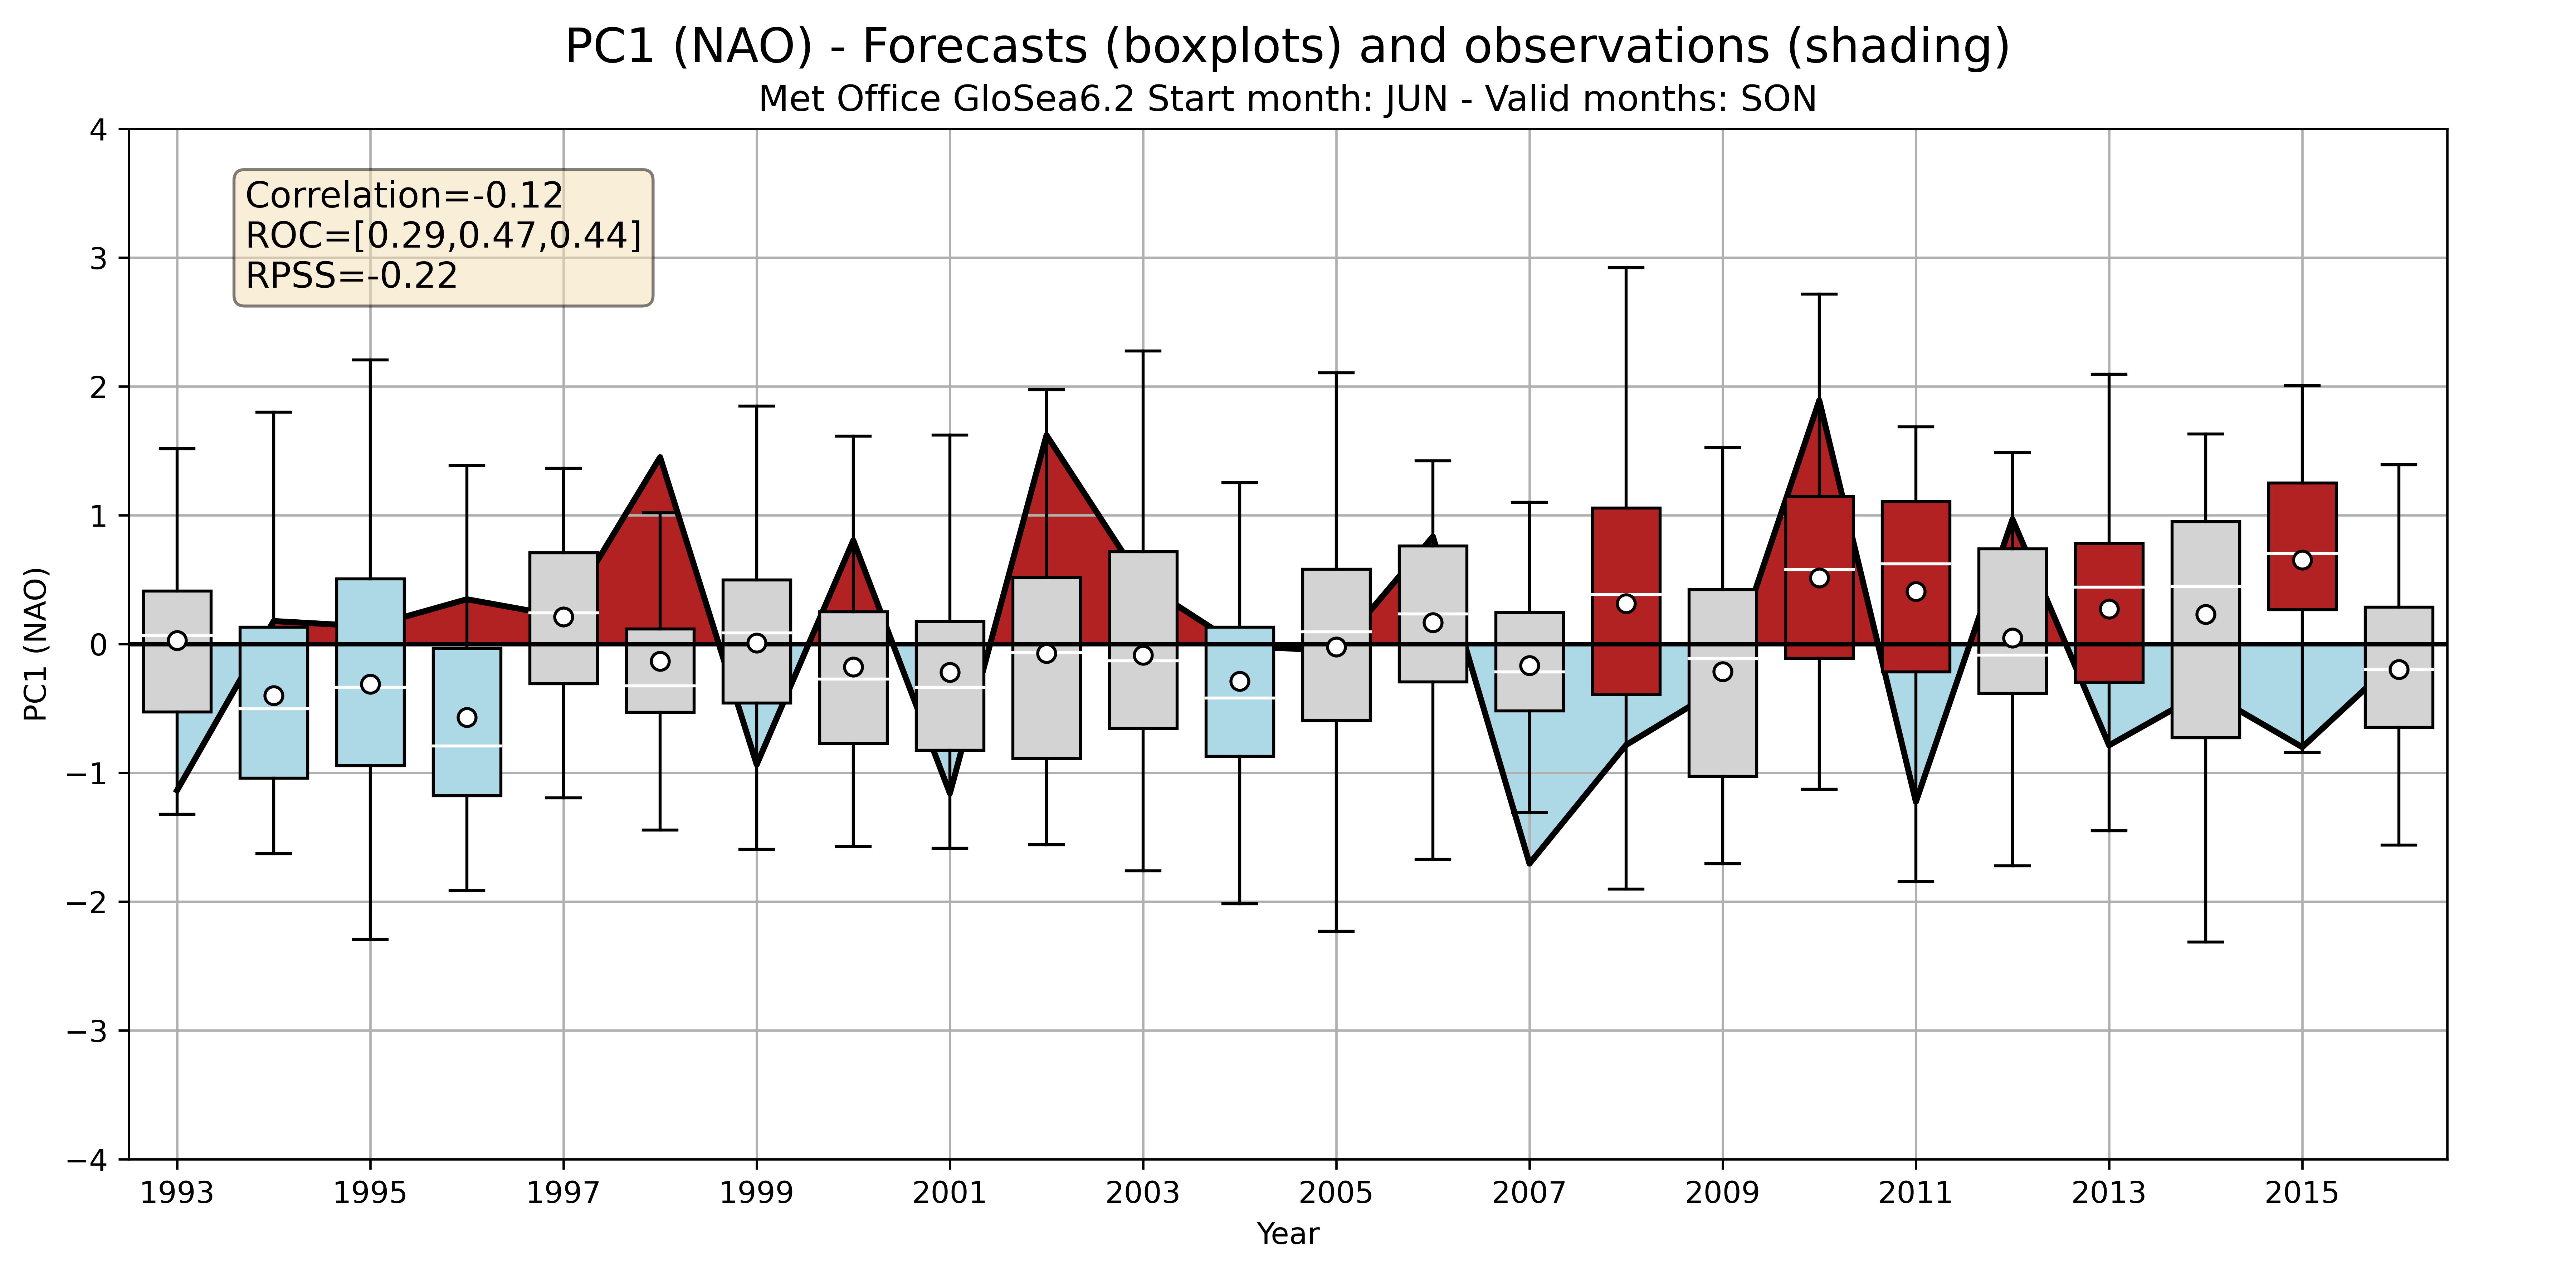 PC1 (NAO) - Forecasts (boxplots) and observations (shading)
Met Office GloSea6.2 Start month: JUN - Valid months: SON
Correlation=-0.12
ROC=[0.29,0.47,0.44]
RPSS=-0.22
PC1 (NAO)
4
3
2
1
0
−1
−2
−3
−4
1993 1995 1997 1999 2001 2003 2005 2007 2009 2011 2013 2015
Year